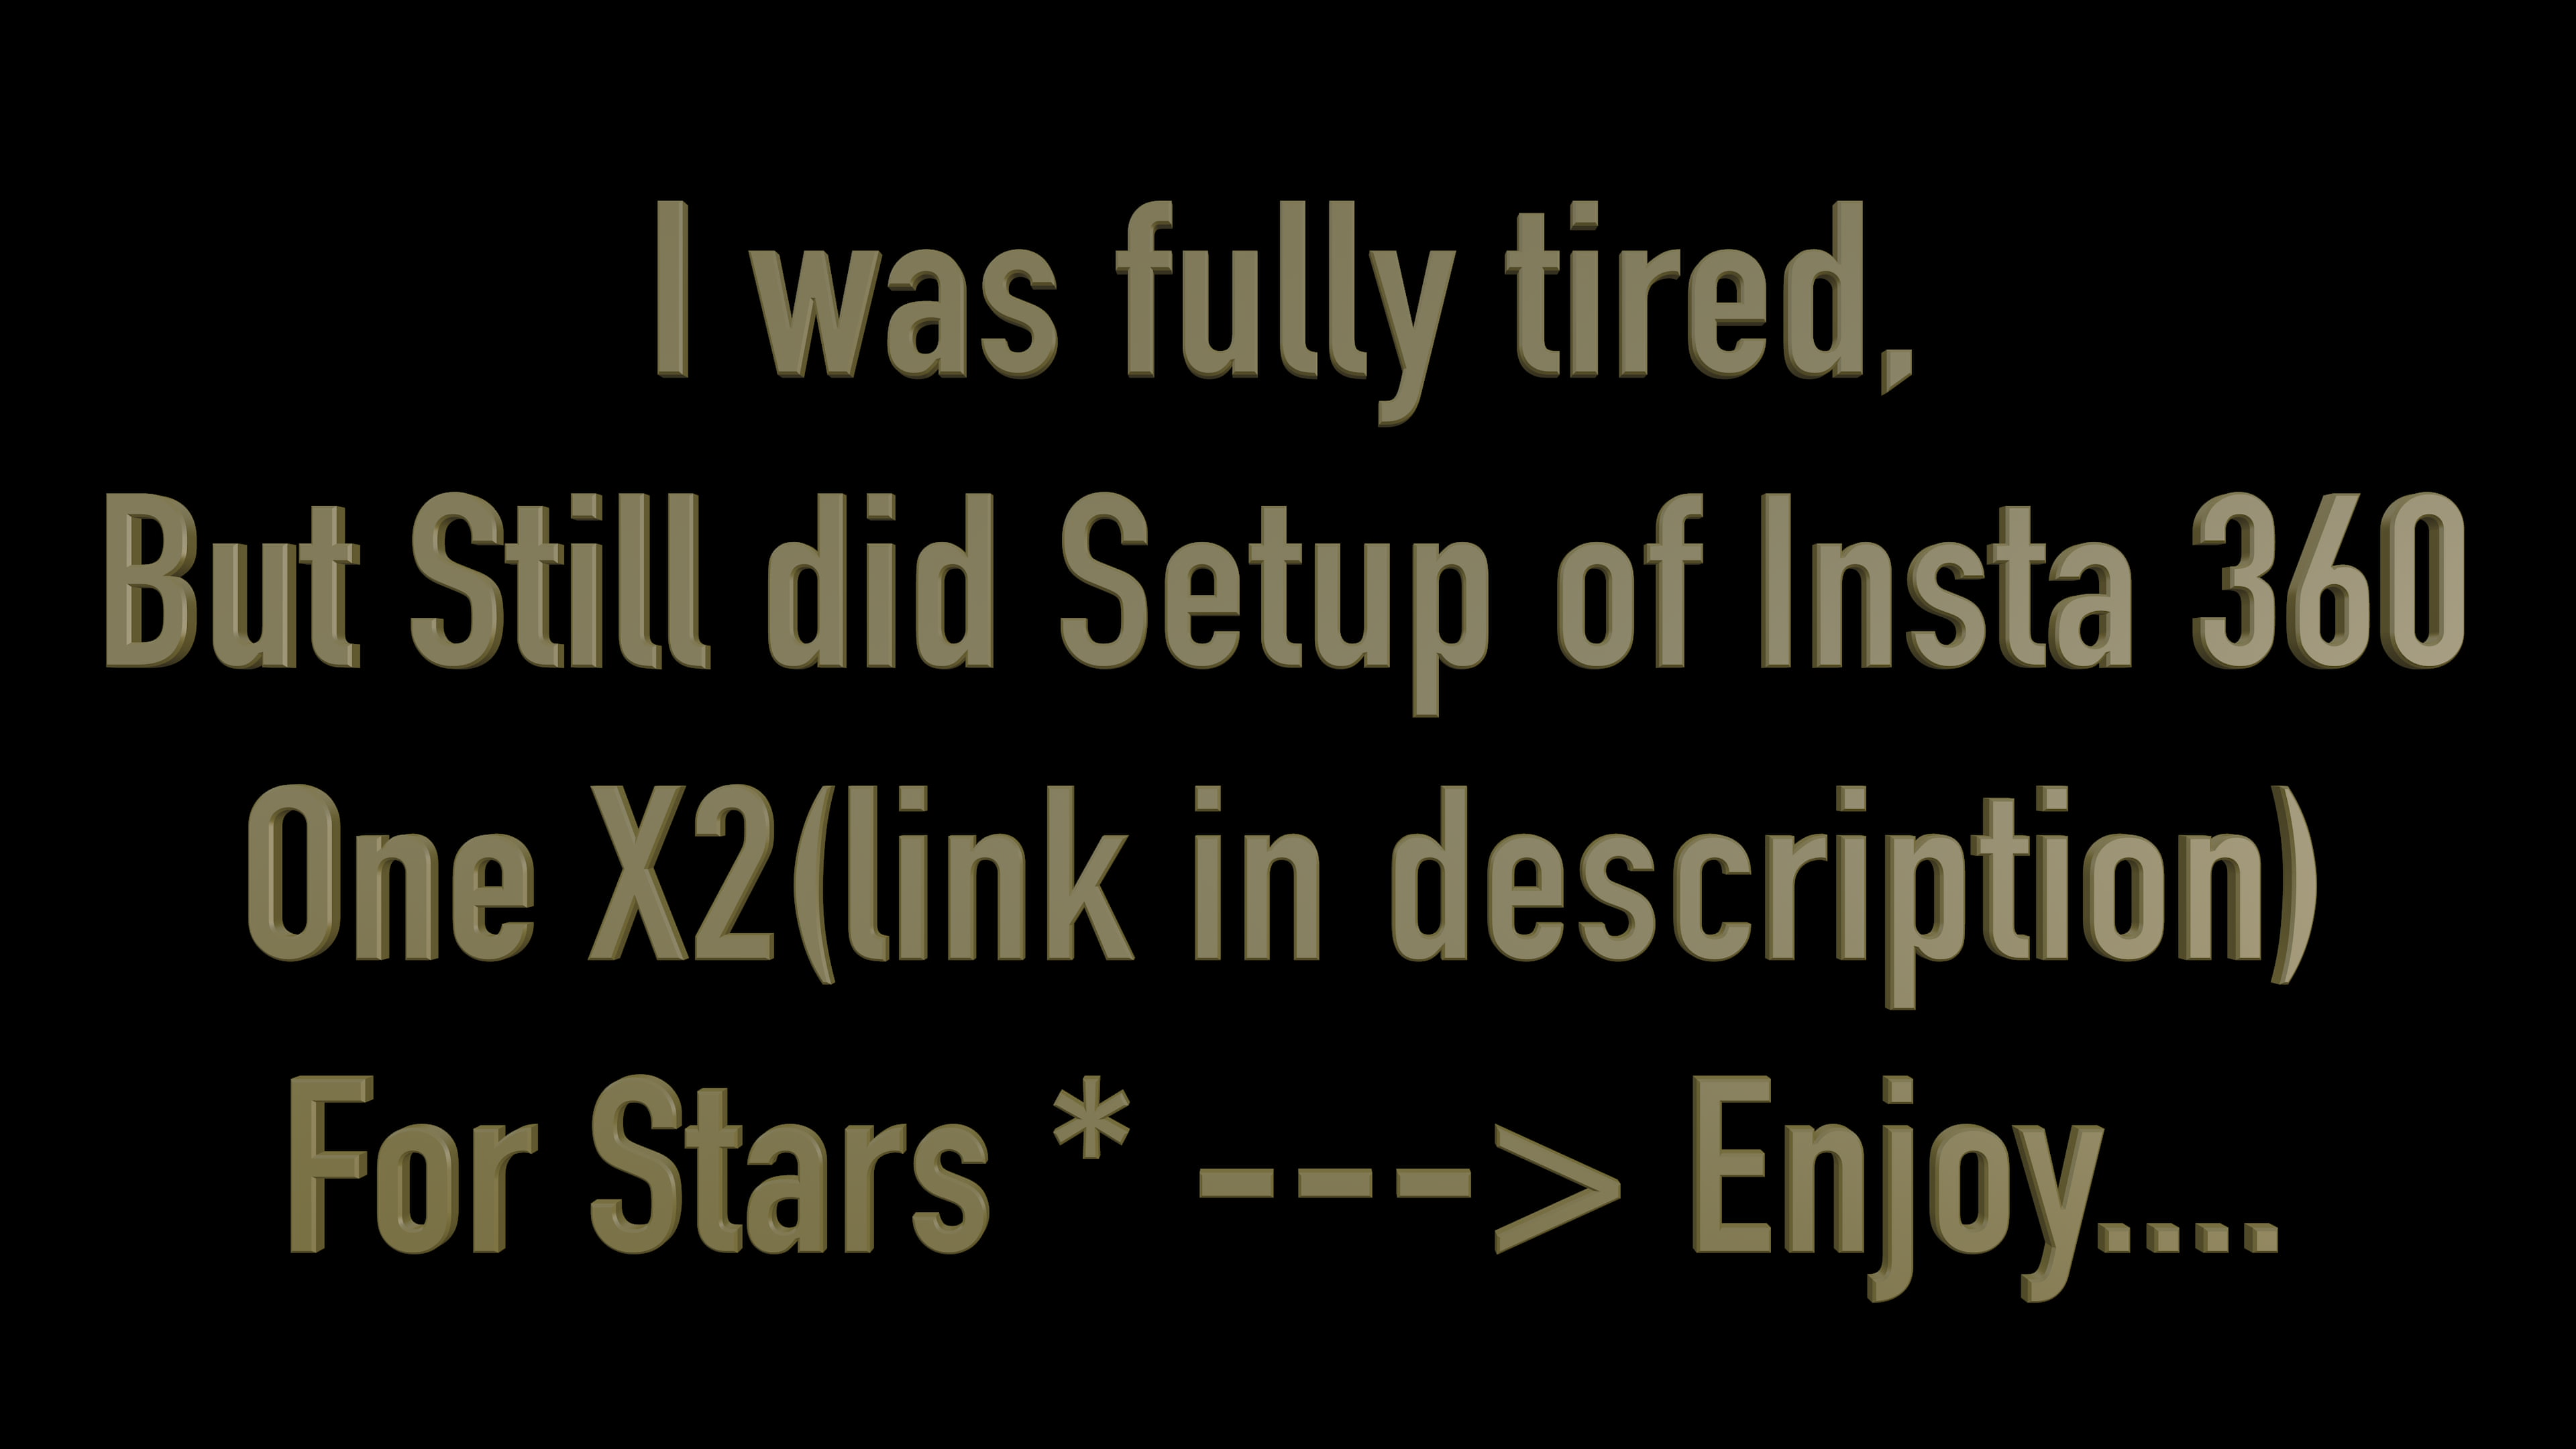 I was fully tired,
But Still did Setup of Insta 360
One X2(link in description)
For Stars * ---> Enjoy....